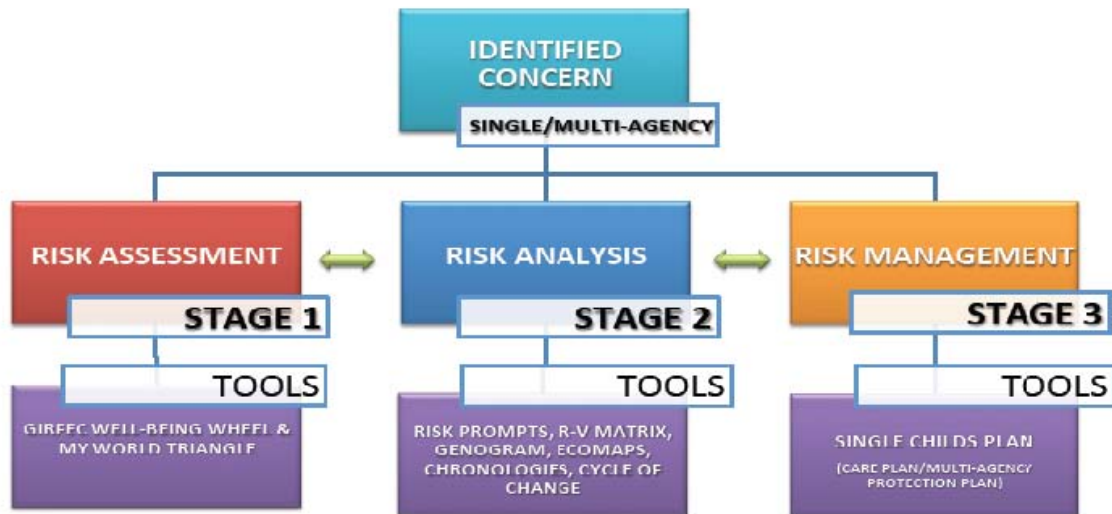 IDENTIFIED
CONCERN
SINGLE/MULTI-AGENCY
RISK ASSESSMENT
STAGE 1
TOOLS
GIRFEC WELL-BEING WHEEL &
MY WORLD TRIANGLE
RISK ANALYSIS
STAGE 2
TOOLS
RISK PROMPTS, R-V MATRIX,
GENOGRAM, ECOMAPS,
CHRONOLOGIES, CYCLE OF
CHANGE
RISK MANAGEMENT
STAGE 3
TOOLS
SINGLE CHILDS PLAN
(CARE PLAN/MULTI-AGENCY
PROTECTION PLAN)